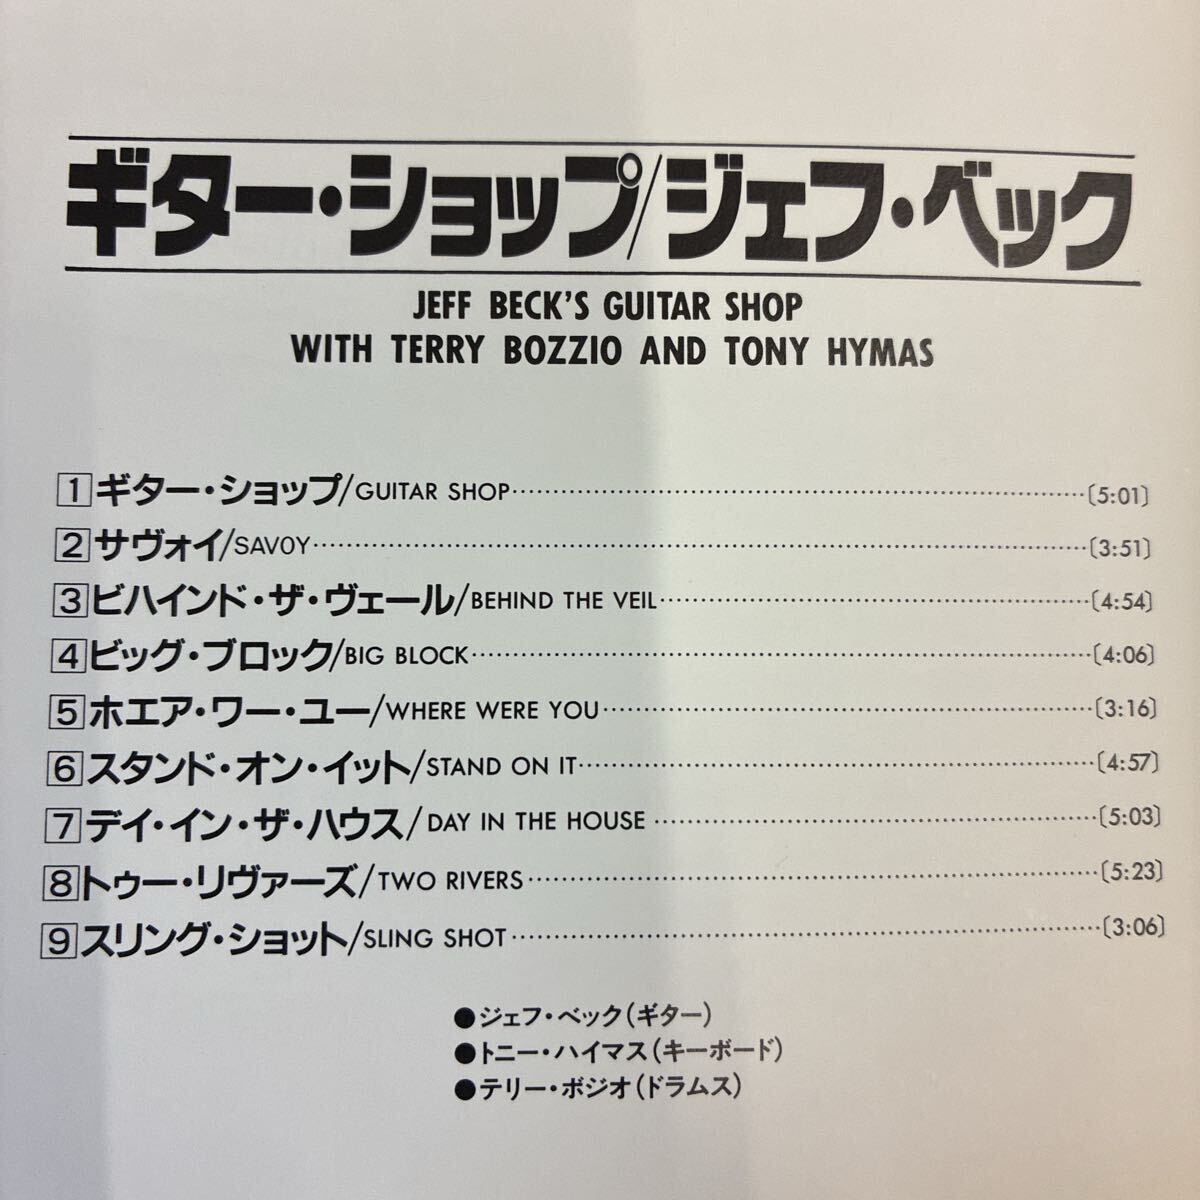 ギター・ショップ/ジェフ・ベック
JEFF BECK'S GUITAR SHOP
WITH TERRY BOZZIO AND TONY HYMAS
1 ギター・ショップ/GUITAR SHOP……〔5:01〕
2 サヴォイ/SAVOY……〔3:51〕
3 ビハインド・ザ・ヴェール/BEHIND THE VEIL……〔4:54〕
4 ビッグ・ブロック/BIG BLOCK……〔4:06〕
5 ホエア・ワー・ユー/WHERE WERE YOU……〔3:16〕
6 スタンド・オン・イット/STAND ON IT……〔4:57〕
7 デイ・イン・ザ・ハウス/DAY IN THE HOUSE……〔5:03〕
8 トゥー・リヴァーズ/TWO RIVERS……〔5:23〕
9 スリング・ショット/SLING SHOT……〔3:06〕
●ジェフ・ベック(ギター)
●トニー・ハイマス(キーボード)
●テリー・ボジオ(ドラムス)